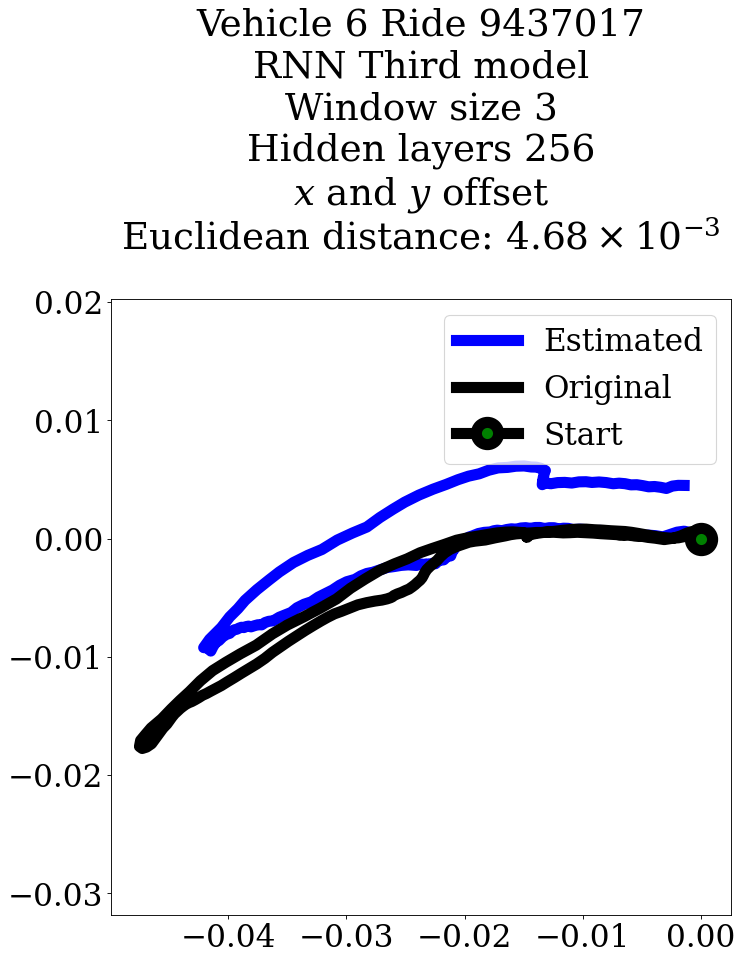 Vehicle 6 Ride 9437017
RNN Third model
Window size 3
Hidden layers 256
x and y offset
Euclidean distance: 4.68 × 10⁻³
0.02
0.01
0.00
−0.01
−0.02
−0.03
Estimated
Original
Start
−0.04 −0.03 −0.02 −0.01 0.00